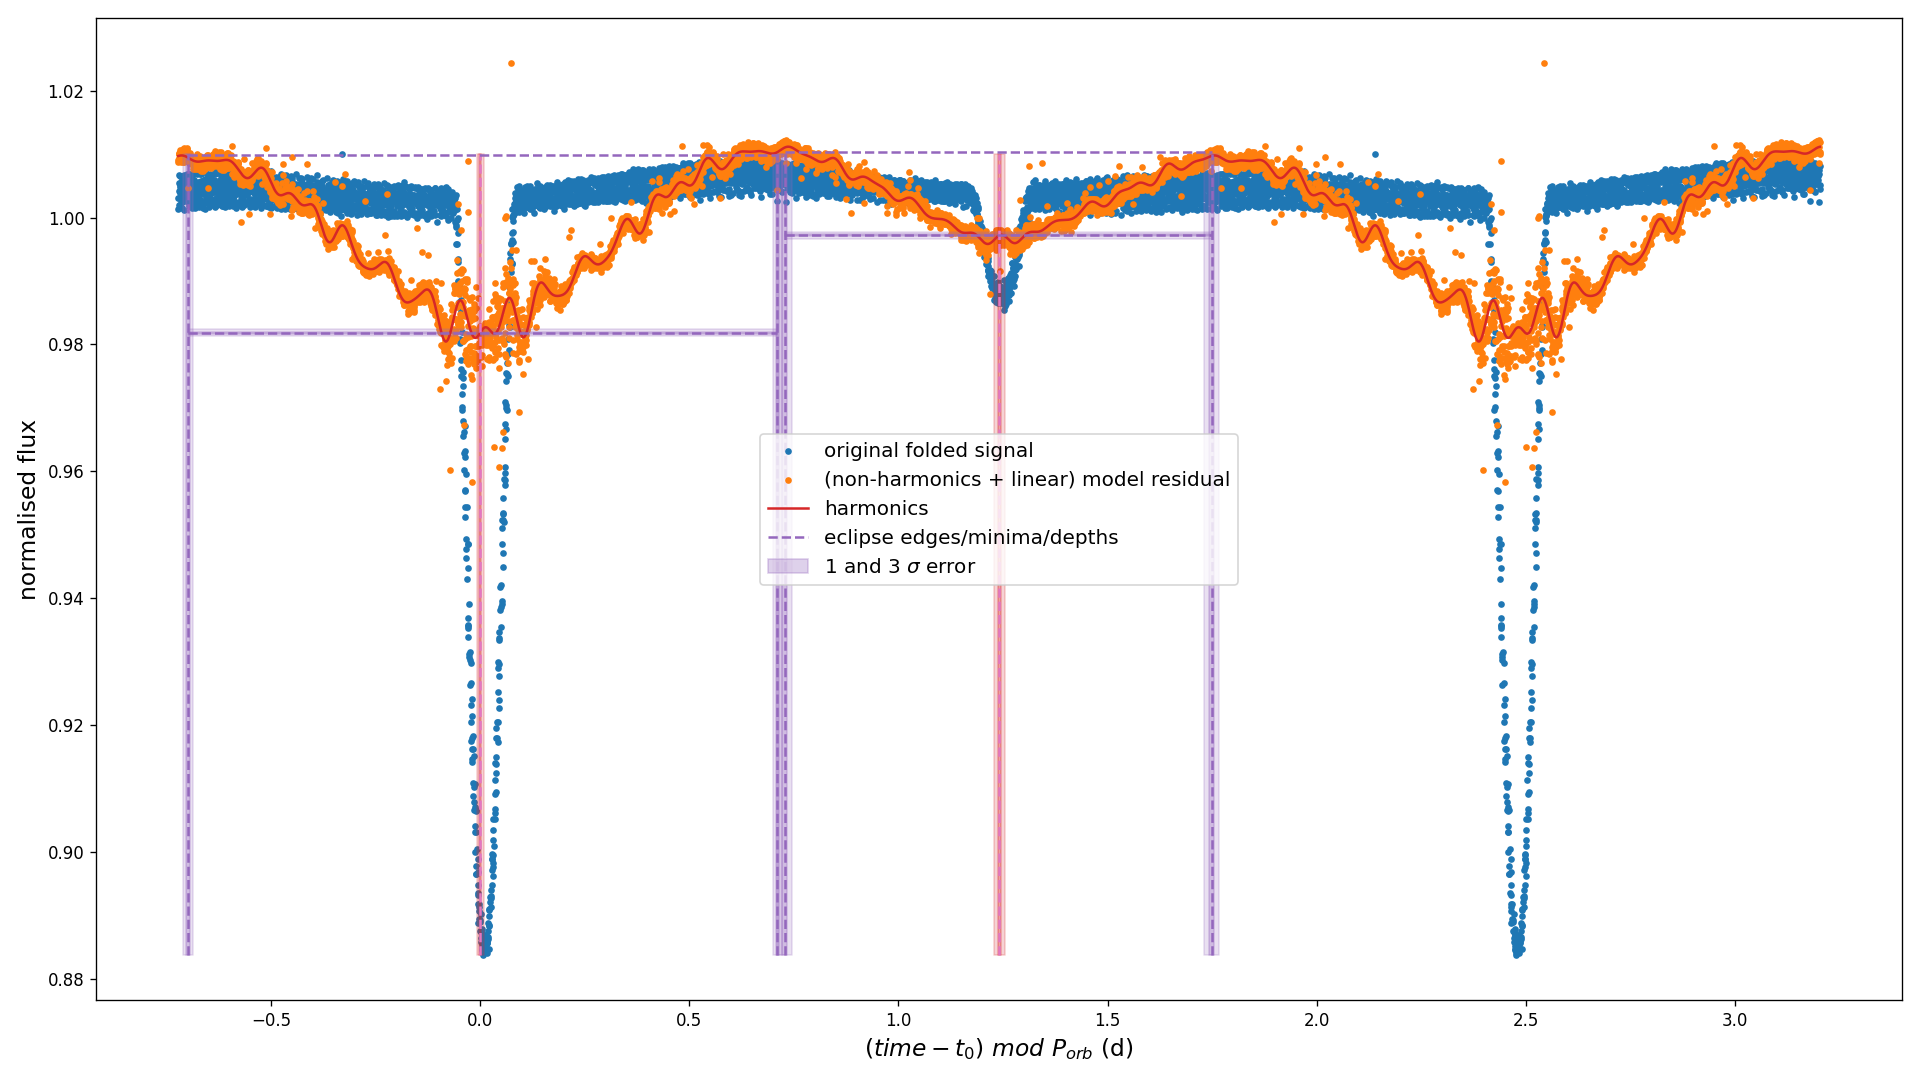 normalised flux
1.02
1.00
0.98
0.96
0.94
0.92
0.90
0.88
original folded signal
(non-harmonics + linear) model residual
harmonics
eclipse edges/minima/depths
1 and 3 σ error
−0.5 0.0 0.5 1.0 1.5 2.0 2.5 3.0
(time − t₀) mod Pₒᵣb (d)